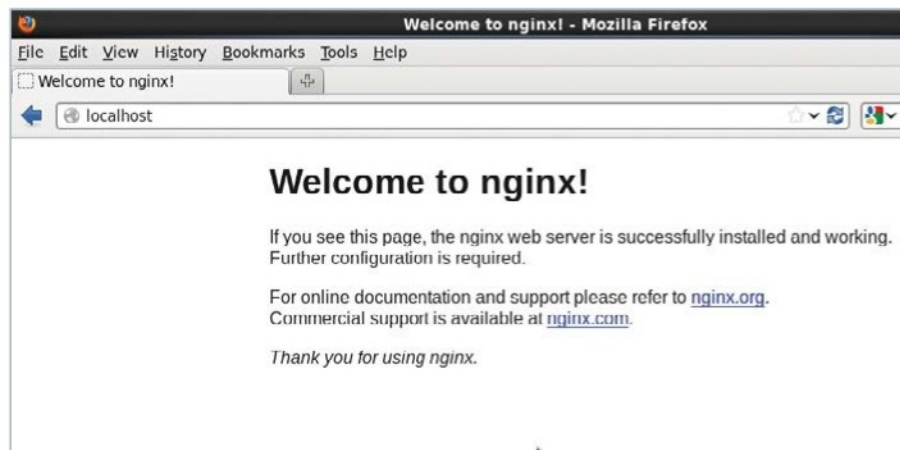 Welcome to nginx! - Mozilla Firefox
File Edit View History Bookmarks Tools Help
Welcome to nginx!
localhost
Welcome to nginx!
If you see this page, the nginx web server is successfully installed and working.
Further configuration is required.
For online documentation and support please refer to nginx.org.
Commercial support is available at nginx.com.
Thank you for using nginx.